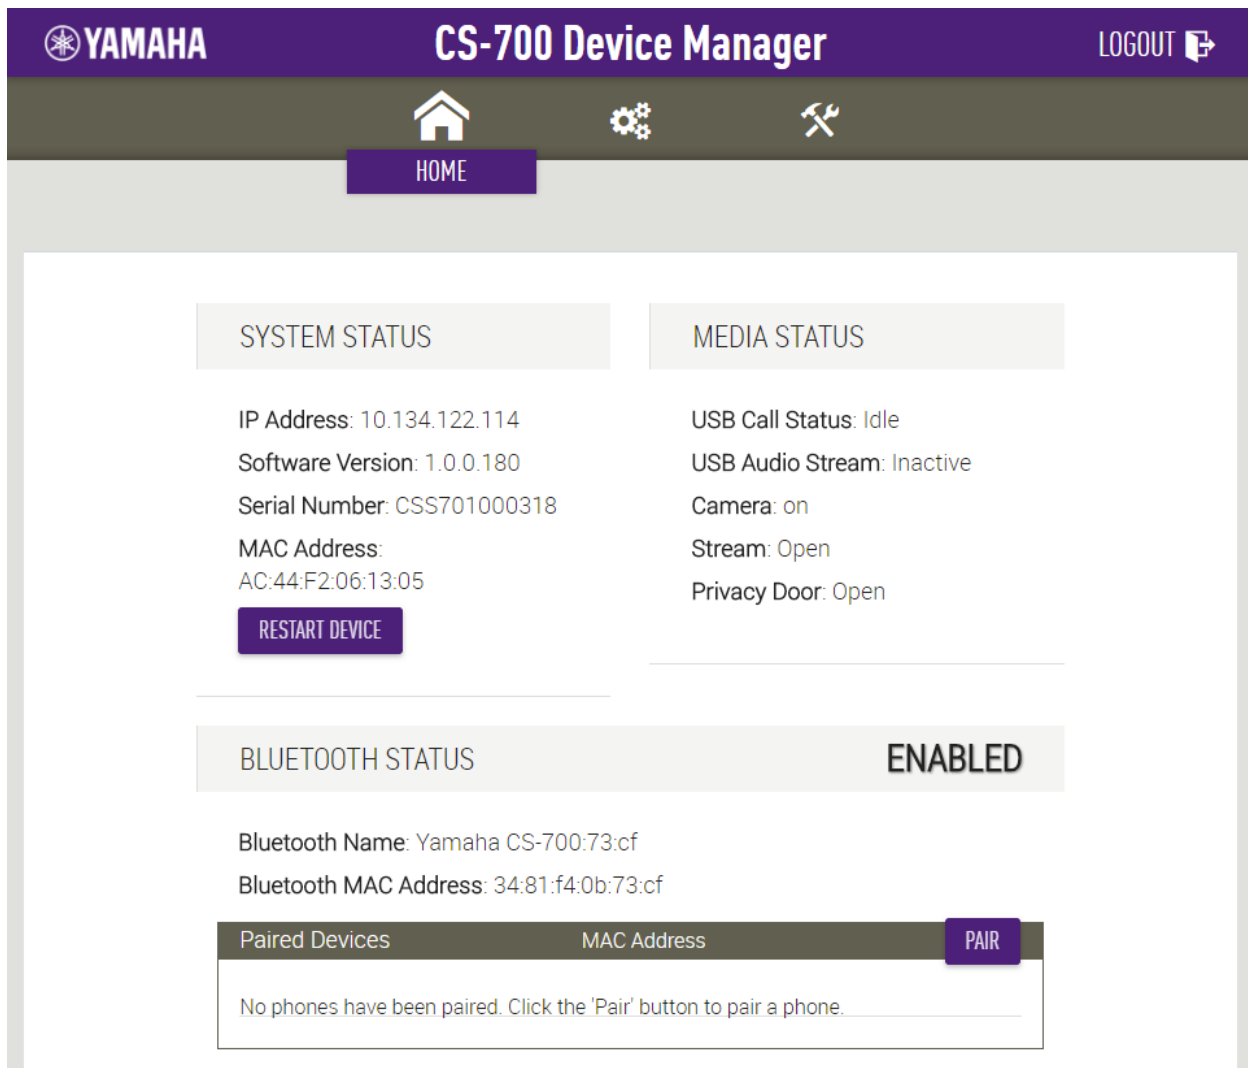 YAMAHA
CS-700 Device Manager
LOGOUT
HOME
SYSTEM STATUS
IP Address: 10.134.122.114
Software Version: 1.0.0.180
Serial Number: CSS701000318
MAC Address:
AC:44:F2:06:13:05
RESTART DEVICE
MEDIA STATUS
USB Call Status: Idle
USB Audio Stream: Inactive
Camera: on
Stream: Open
Privacy Door: Open
BLUETOOTH STATUS
ENABLED
Bluetooth Name: Yamaha CS-700:73:cf
Bluetooth MAC Address: 34:81:f4:0b:73:cf
Paired Devices MAC Address PAIR
No phones have been paired. Click the 'Pair' button to pair a phone.